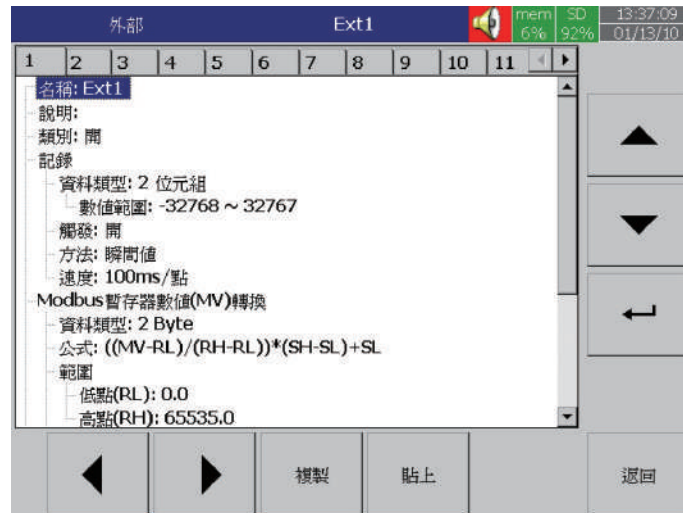 外部 Ext1 mem 6% SD 92% 13:37:09 01/13/10
1 2 3 4 5 6 7 8 9 10 11
名稱: Ext1
說明:
類別: 開
記錄
資料類型: 2 位元組
數值範圍: -32768 ~ 32767
觸發: 開
方法: 瞬間值
速度: 100ms/點
Modbus暫存器數值(MV)轉換
資料類型: 2 Byte
公式: ((MV-RL)/(RH-RL))*(SH-SL)+SL
範圍
低點(RL): 0.0
高點(RH): 65535.0
複製 貼上 返回